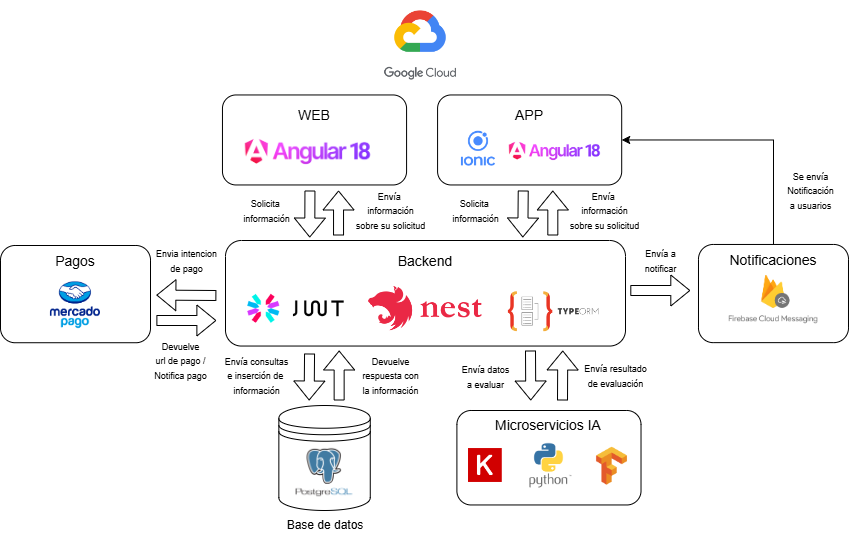 Google Cloud
WEB
Angular 18
APP
IONIC
Angular 18
Solicita
información
Envía
información
sobre su solicitud
Solicita
información
Envía
información
sobre su solicitud
Se envía
Notificación
a usuarios
Pagos
mercado
pago
Envia intencion
de pago
Devuelve
url de pago /
Notifica pago
Backend
JWT
nest
TYPEORM
Envía a
notificar
Notificaciones
Firebase Cloud Messaging
Envía consultas
e inserción de
información
Devuelve
respuesta con
la información
Envía datos
a evaluar
Envía resultado
de evaluación
PostgreSQL
Base de datos
Microservicios IA
K
python